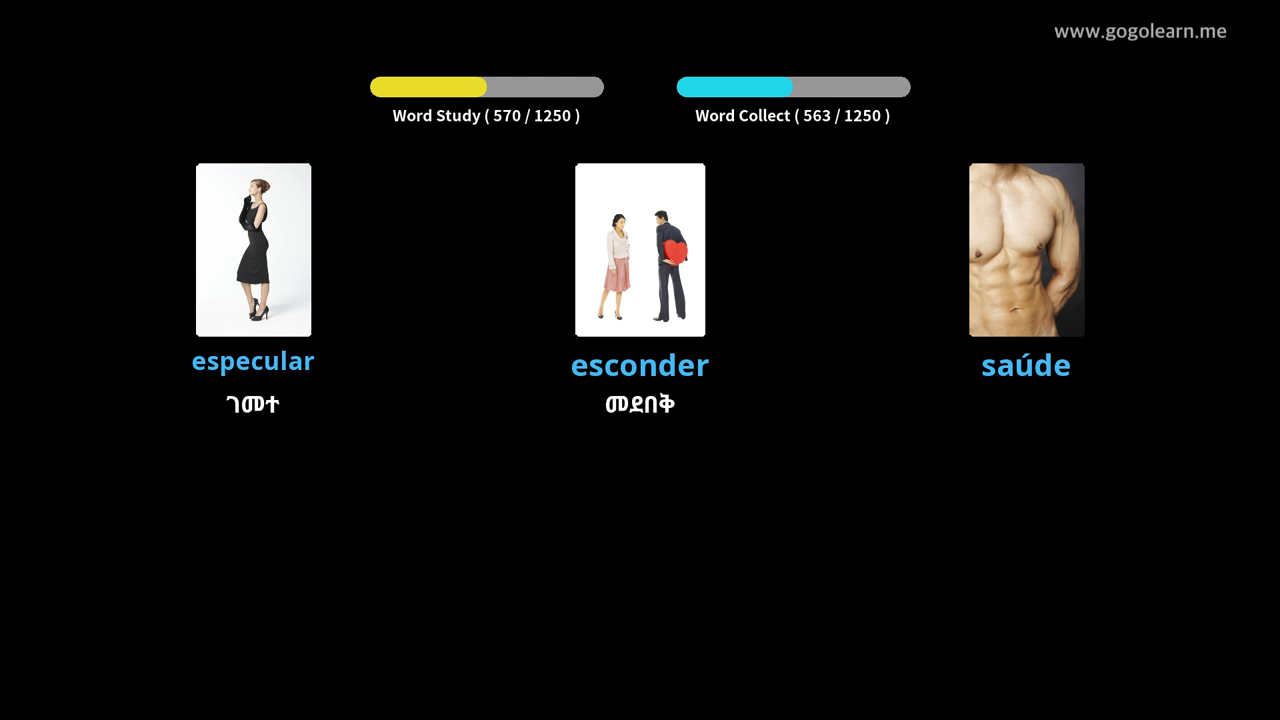 www.gogolearn.me
Word Study ( 570 / 1250 )
Word Collect ( 563 / 1250 )
especular
esconder
saúde
ገመተ
መደበቅ